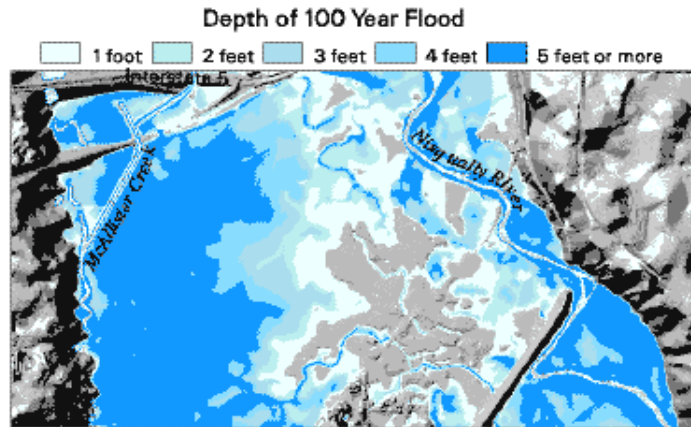 Depth of 100 Year Flood
1 foot 2 feet 3 feet 4 feet 5 feet or more
Interstate 5
McAllister Creek
Nisqually River